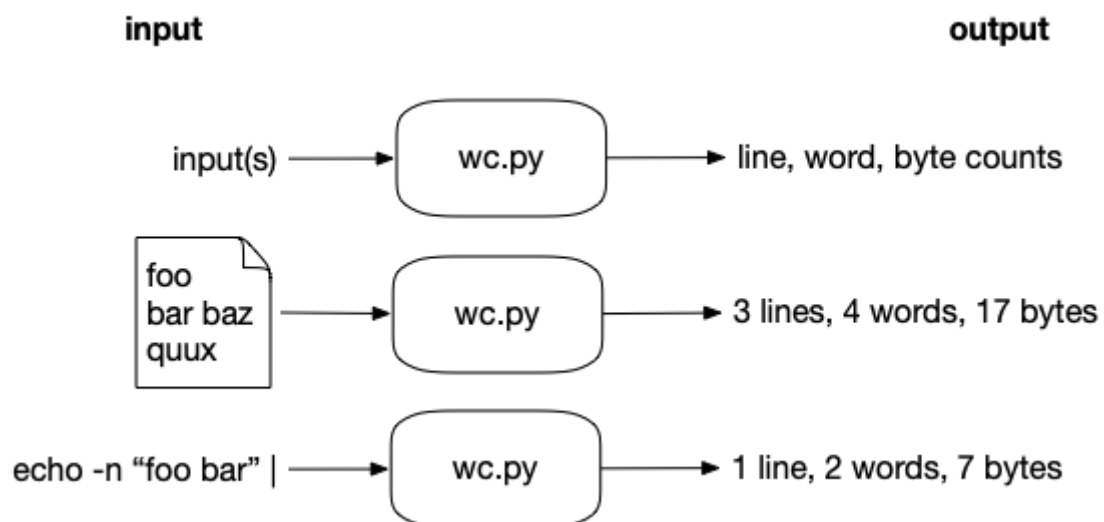 input output
input(s) wc.py line, word, byte counts
foo
bar baz
quux
wc.py 3 lines, 4 words, 17 bytes
echo -n “foo bar” | wc.py 1 line, 2 words, 7 bytes